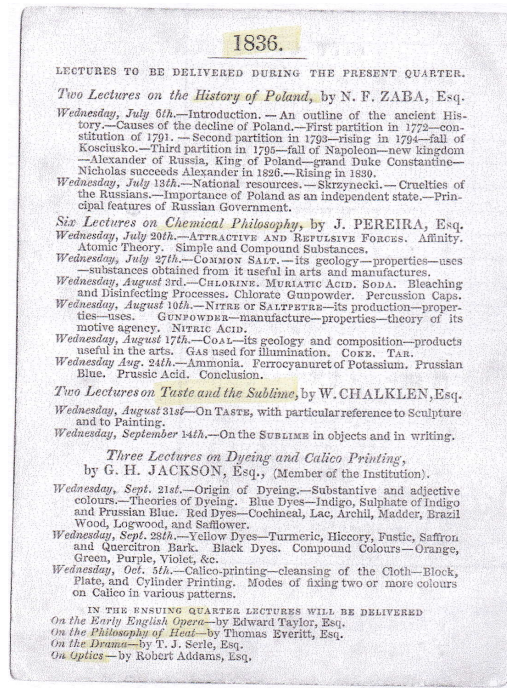 1836.
LECTURES TO BE DELIVERED DURING THE PRESENT QUARTER.
Two Lectures on the History of Poland, by N. F. ZABA, Esq.
Wednesday, July 6th.—Introduction. — An outline of the ancient His-
tory.—Causes of the decline of Poland.—First partition in 1772—con-
stitution of 1791. — Second partition in 1793—rising in 1794—fall of
Kosciusko.—Third partition in 1795—fall of Napoleon—new kingdom
—Alexander of Russia, King of Poland—grand Duke Constantine—
Nicholas succeeds Alexander in 1826.—Rising in 1830.
Wednesday, July 13th.—National resources.—Skrzynecki. — Cruelties of
the Russians.—Importance of Poland as an independent state.—Prin-
cipal features of Russian Government.
Six Lectures on Chemical Philosophy, by J. PEREIRA, Esq.
Wednesday, July 20th.—ATTRACTIVE AND REPULSIVE FORCES. Affinity.
Atomic Theory. Simple and Compound Substances.
Wednesday, July 27th.—COMMON SALT.—its geology—properties—uses
—substances obtained from it useful in arts and manufactures.
Wednesday, August 3rd.—CHLORINE. MURIATIC ACID. SODA. Bleaching
and Disinfecting Processes. Chlorate Gunpowder. Percussion Caps.
Wednesday, August 10th.—NITRE or SALTPETRE—its production—proper-
ties—uses. GUNPOWDER—manufacture—properties—theory of its
motive agency. NITRIC ACID.
Wednesday, August 17th.—COAL—its geology and composition—products
useful in the arts. GAS used for illumination. COKE. TAR.
Wednesday Aug. 24th.—Ammonia. Ferrocyanuret of Potassium. Prussian
Blue. Prussic Acid. Conclusion.
Two Lectures on Taste and the Sublime, by W. CHALKLEN, Esq.
Wednesday, August 31st—On TASTE, with particular reference to Sculpture
and to Painting.
Wednesday, September 14th.—On the SUBLIME in objects and in writing.
Three Lectures on Dyeing and Calico Printing,
by G. H. JACKSON, Esq., (Member of the Institution).
Wednesday, Sept. 21st.—Origin of Dyeing.—Substantive and adjective
colours.—Theories of Dyeing. Blue Dyes—Indigo, Sulphate of Indigo
and Prussian Blue. Red Dyes—Cochineal, Lac, Archil, Madder, Brazil
Wood, Logwood, and Safflower.
Wednesday, Sept. 28th.—Yellow Dyes—Turmeric, Hiccory, Fustic, Saffron
and Quercitron Bark. Black Dyes. Compound Colours—Orange,
Green, Purple, Violet, &c.
Wednesday, Oct. 5th.—Calico-printing—cleansing of the Cloth—Block,
Plate, and Cylinder Printing. Modes of fixing two or more colours
on Calico in various patterns.
IN THE ENSUING QUARTER LECTURES WILL BE DELIVERED
On the Early English Opera—by Edward Taylor, Esq.
On the Philosophy of Heat—by Thomas Everitt, Esq.
On the Drama—by T. J. Serle, Esq.
On Optics—by Robert Addams, Esq.